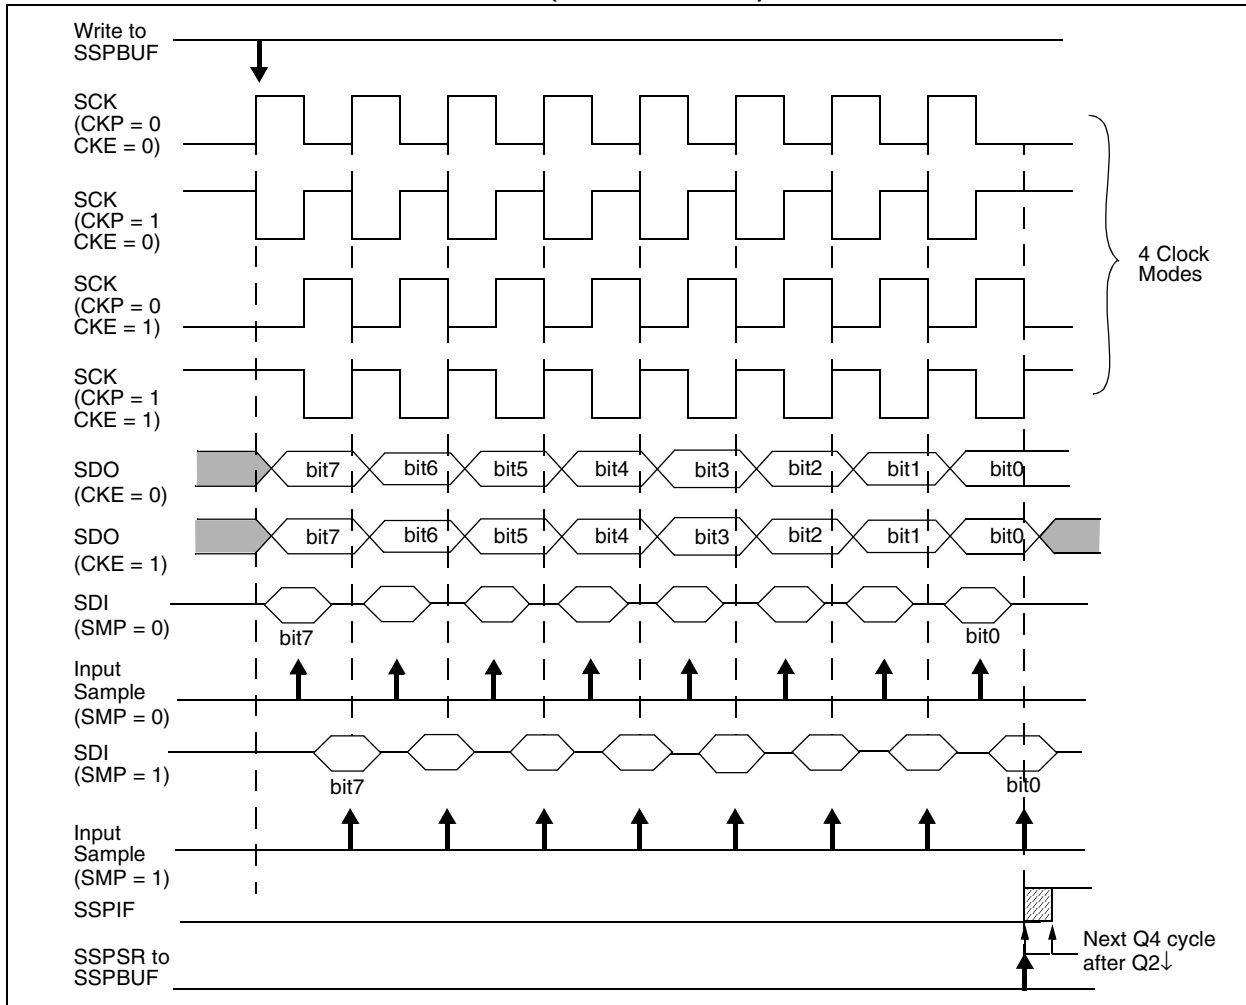 Write to
SSPBUF
SCK
(CKP = 0
CKE = 0)
SCK
(CKP = 1
CKE = 0)
SCK
(CKP = 0
CKE = 1)
SCK
(CKP = 1
CKE = 1)
4 Clock
Modes
SDO
(CKE = 0)
bit7 bit6 bit5 bit4 bit3 bit2 bit1 bit0
SDO
(CKE = 1)
bit7 bit6 bit5 bit4 bit3 bit2 bit1 bit0
SDI
(SMP = 0)
bit7 bit0
Input
Sample
(SMP = 0)
SDI
(SMP = 1)
bit7 bit0
Input
Sample
(SMP = 1)
SSPIF
SSPSR to
SSPBUF
Next Q4 cycle
after Q2↓